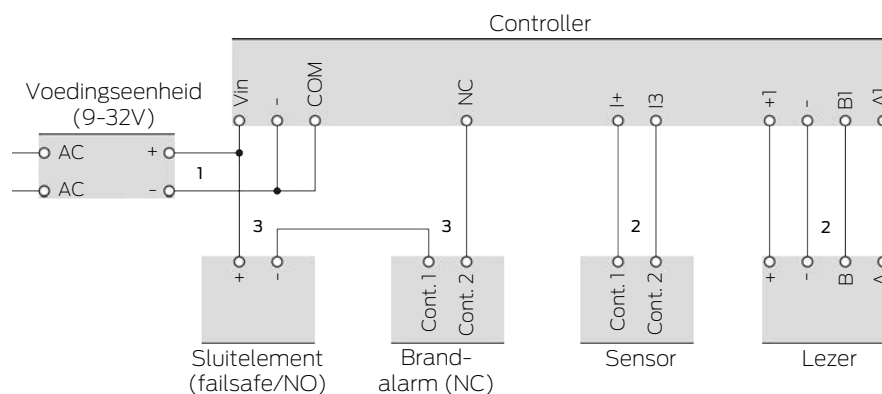 Controller
Voedingseenheid
(9-32V)
Vin
-
COM
NC
I+
I3
+1
-
B1
A1
AC
+
AC
-
1
3
3
2
2
+
-
Cont. 1
Cont. 2
Cont. 1
Cont. 2
+
-
B
A
Sluitelement
(failsafe/NO)
Brand-
alarm (NC)
Sensor
Lezer